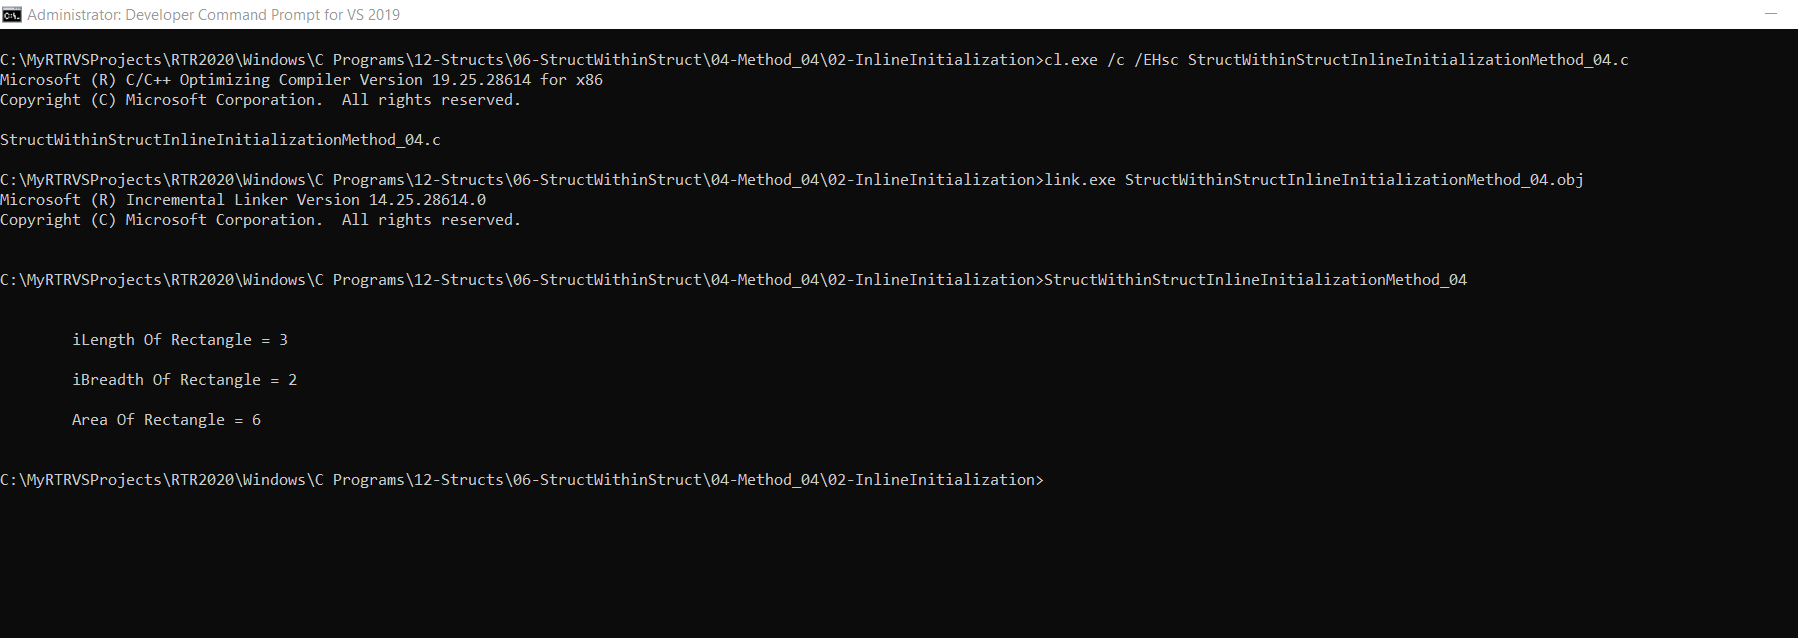 Administrator: Developer Command Prompt for VS 2019
C:\MyRTRVSProjects\RTR2020\Windows\C Programs\12-Structs\06-StructWithinStruct\04-Method_04\02-InlineInitialization>cl.exe /c /EHsc StructWithinStructInlineInitializationMethod_04.c
Microsoft (R) C/C++ Optimizing Compiler Version 19.25.28614 for x86
Copyright (C) Microsoft Corporation.  All rights reserved.
StructWithinStructInlineInitializationMethod_04.c
C:\MyRTRVSProjects\RTR2020\Windows\C Programs\12-Structs\06-StructWithinStruct\04-Method_04\02-InlineInitialization>link.exe StructWithinStructInlineInitializationMethod_04.obj
Microsoft (R) Incremental Linker Version 14.25.28614.0
Copyright (C) Microsoft Corporation.  All rights reserved.
C:\MyRTRVSProjects\RTR2020\Windows\C Programs\12-Structs\06-StructWithinStruct\04-Method_04\02-InlineInitialization>StructWithinStructInlineInitializationMethod_04
iLength Of Rectangle = 3
iBreadth Of Rectangle = 2
Area Of Rectangle = 6
C:\MyRTRVSProjects\RTR2020\Windows\C Programs\12-Structs\06-StructWithinStruct\04-Method_04\02-InlineInitialization>